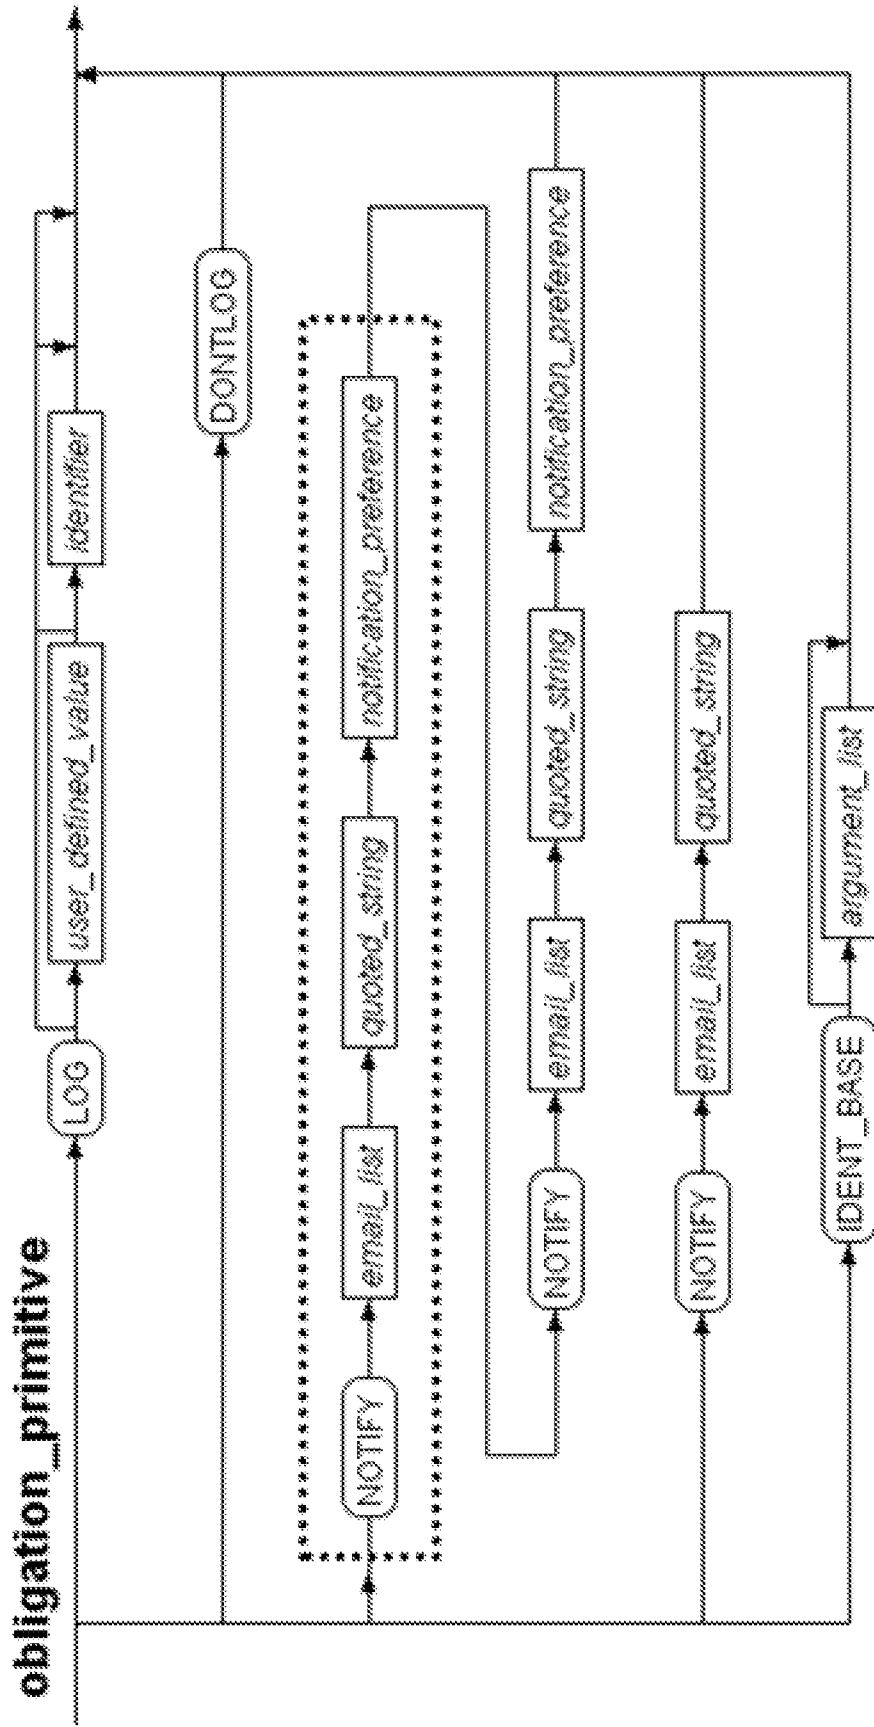 obligation_primitive
LOG user_defined_value identifier
DONTLOG
NOTIFY email_list quoted_string notification_preference
NOTIFY email_list quoted_string notification_preference
NOTIFY email_list quoted_string
IDENT_BASE argument_list